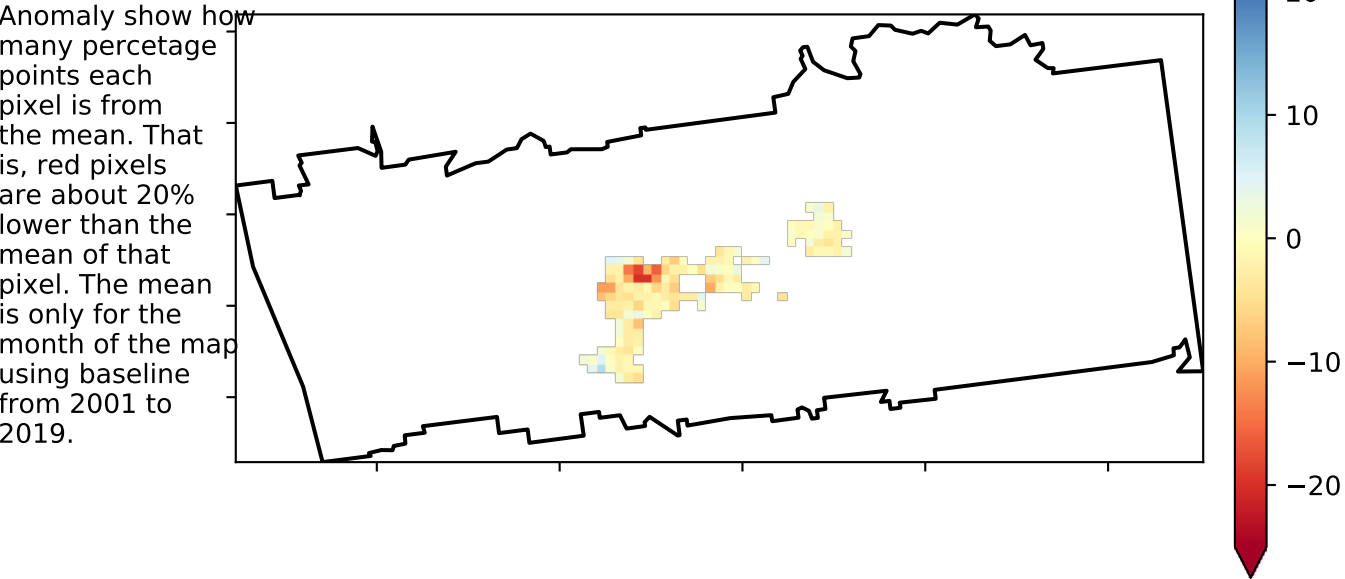 Anomaly show how
many percetage
points each
pixel is from
the mean. That
is, red pixels
are about 20%
lower than the
mean of that
pixel. The mean
is only for the
month of the map
using baseline
from 2001 to
2019.
10
0
−10
−20